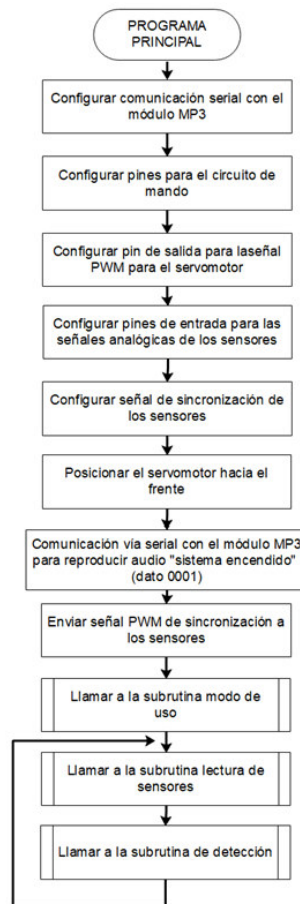 PROGRAMA
PRINCIPAL
Configurar comunicación serial con el
módulo MP3
Configurar pines para el circuito de
mando
Configurar pin de salida para laseñal
PWM para el servomotor
Configurar pines de entrada para las
señales analógicas de los sensores
Configurar señal de sincronización de
los sensores
Posicionar el servomotor hacia el
frente
Comunicación vía serial con el módulo MP3
para reproducir audio "sistema encendido"
(dato 0001)
Enviar señal PWM de sincronización a
los sensores
Llamar a la subrutina modo de
uso
Llamar a la subrutina lectura de
sensores
Llamar a la subrutina de detección